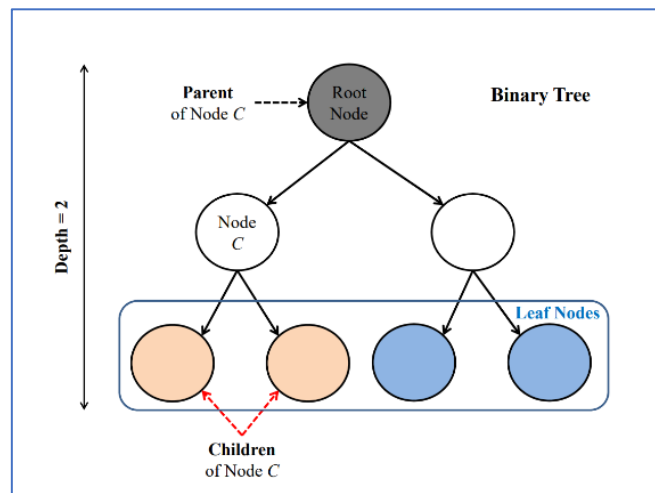 Parent
of Node C
Root
Node
Binary Tree
Depth = 2
Node
C
Leaf Nodes
Children
of Node C